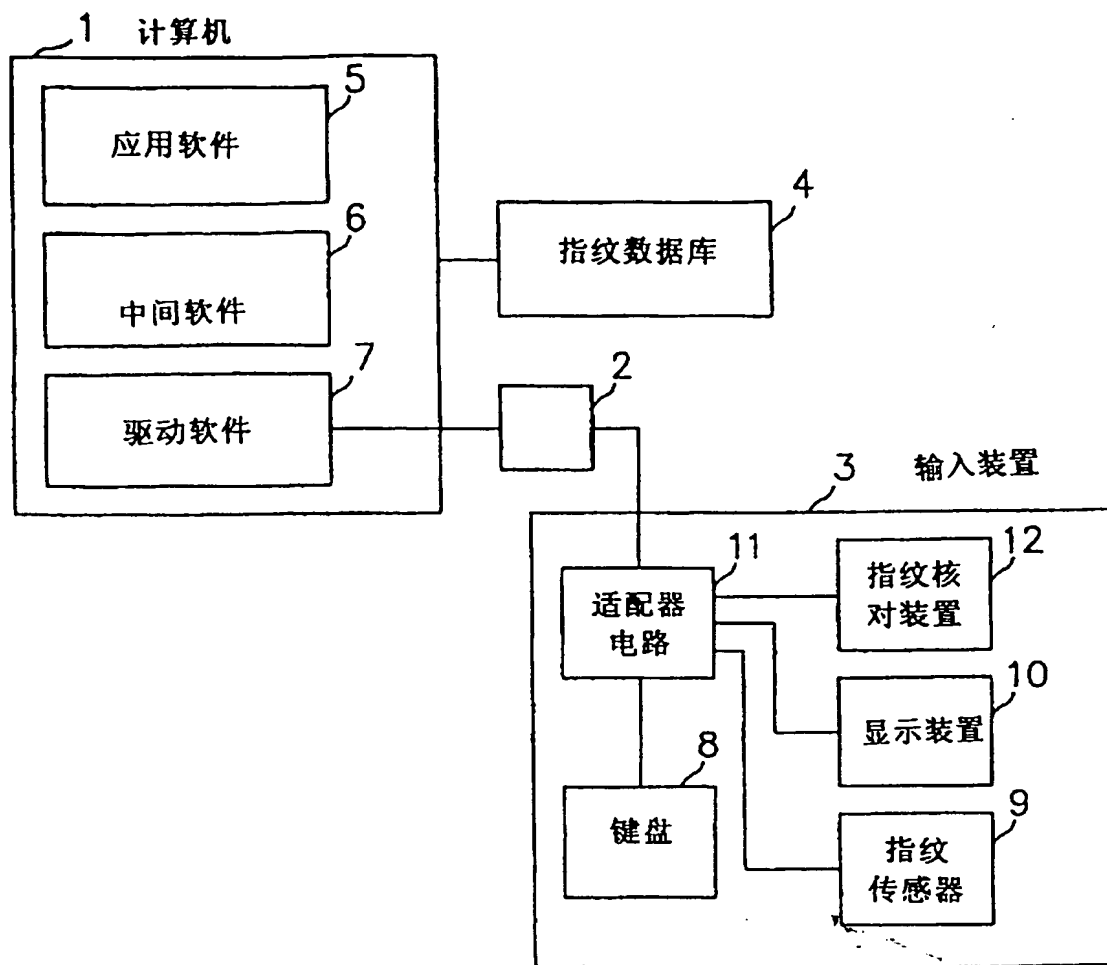 1 计算机
5
应用软件
6
中间软件
7
驱动软件
4
指纹数据库
2
3 输入装置
11
适配器
电路
12
指纹核
对装置
10
显示装置
8
键盘
9
指纹
传感器